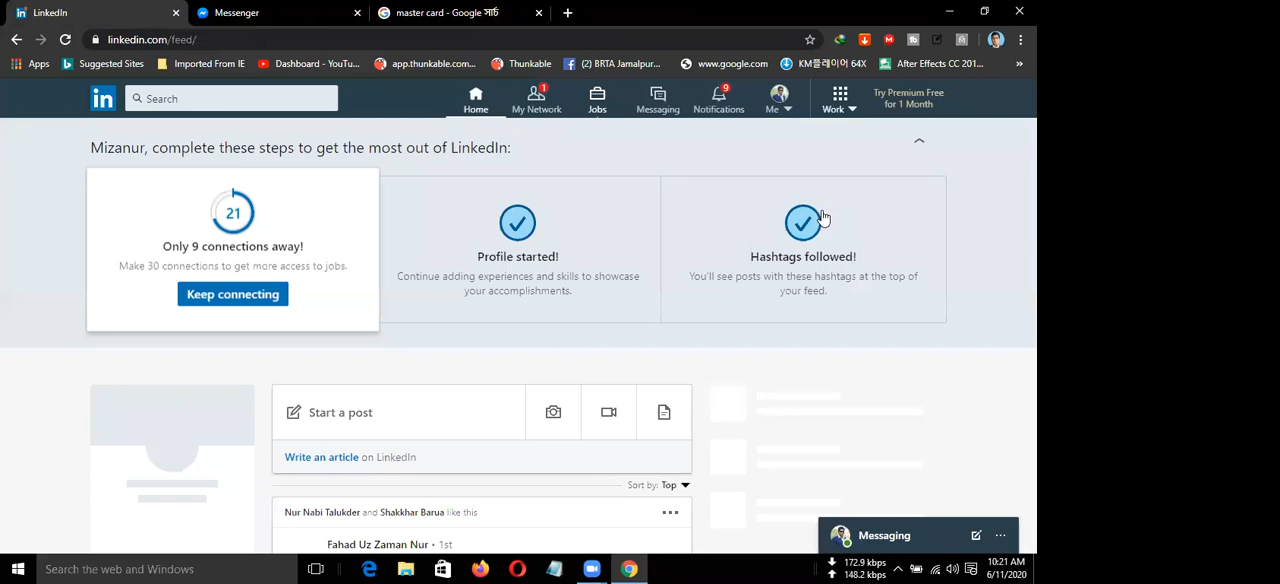 LinkedIn
Messenger
master card - Google সার্চ
linkedin.com/feed/
Apps
Suggested Sites
Imported From IE
Dashboard - YouTu...
app.thunkable.com...
Thunkable
(2) BRTA Jamalpur...
www.google.com
KM플레이어 64X
After Effects CC 201...
»
in
Search
Home
1
My Network
Jobs
Messaging
9
Notifications
Me
Work
Try Premium Free
for 1 Month
Mizanur, complete these steps to get the most out of LinkedIn:
21
Only 9 connections away!
Make 30 connections to get more access to jobs.
Keep connecting
Profile started!
Continue adding experiences and skills to showcase
your accomplishments.
Hashtags followed!
You'll see posts with these hashtags at the top of
your feed.
Start a post
Write an article on LinkedIn
Sort by: Top
Nur Nabi Talukder and Shakkhar Barua like this
Fahad Uz Zaman Nur • 1st
Messaging
Search the web and Windows
172.9 kbps
148.2 kbps
10:21 AM
6/11/2020